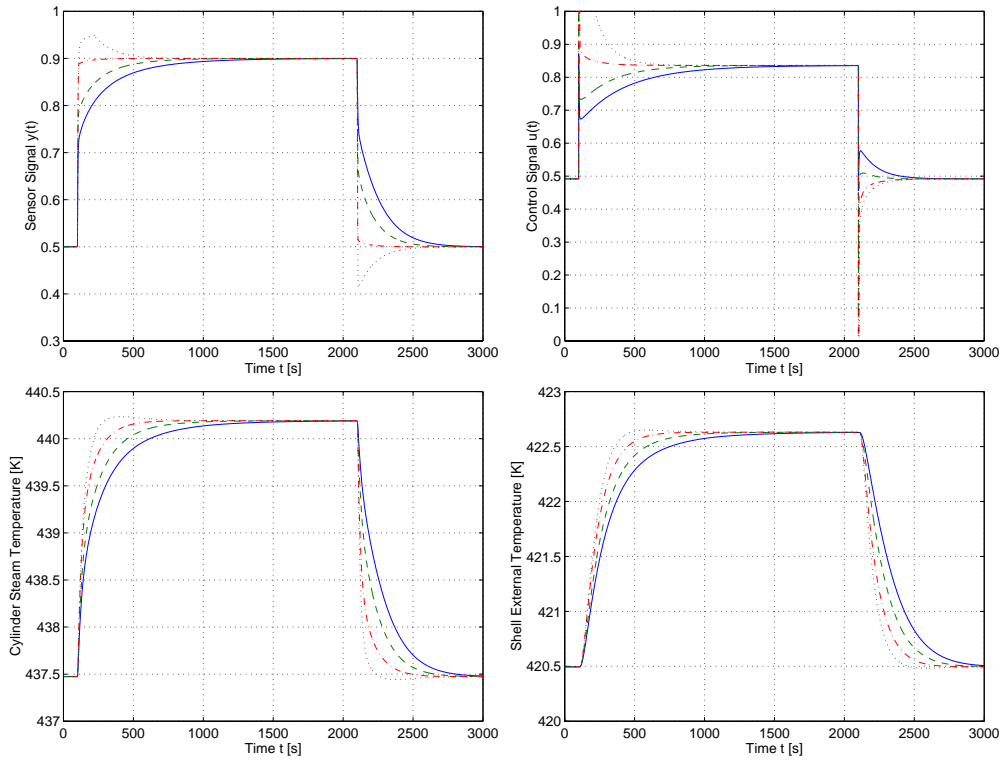 1
0.9
0.8
0.7
0.6
0.5
0.4
0.3
Sensor Signal y(t)
0 500 1000 1500 2000 2500 3000
Time t [s]
1
0.9
0.8
0.7
0.6
0.5
0.4
0.3
0.2
0.1
0
Control Signal u(t)
0 500 1000 1500 2000 2500 3000
Time t [s]
440.5
440
439.5
439
438.5
438
437.5
437
Cylinder Steam Temperature [K]
0 500 1000 1500 2000 2500 3000
Time t [s]
423
422.5
422
421.5
421
420.5
420
Shell External Temperature [K]
0 500 1000 1500 2000 2500 3000
Time t [s]